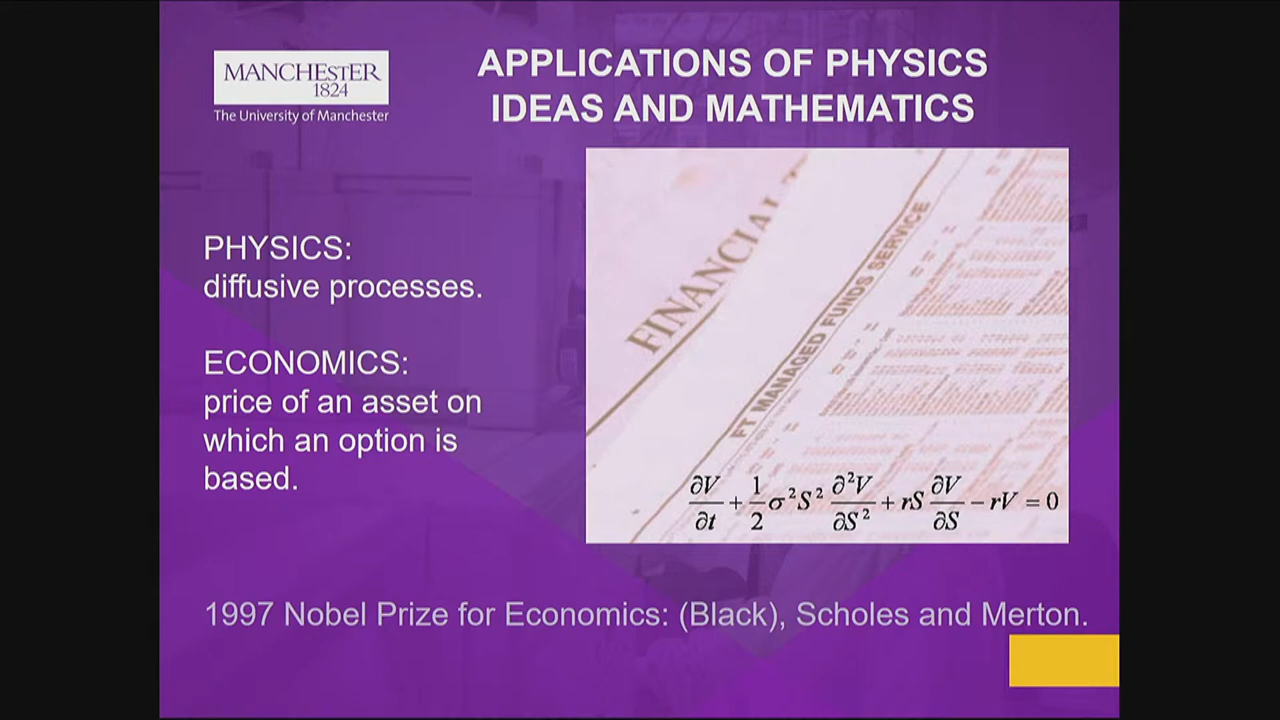 MANCHESTER
1824
The University of Manchester
APPLICATIONS OF PHYSICS
IDEAS AND MATHEMATICS
PHYSICS:
diffusive processes.
ECONOMICS:
price of an asset on
which an option is
based.
FINANCIAL
FT MANAGED FUNDS SERVICE
∂V/∂t + 1/2 σ²S² ∂²V/∂S² + rS ∂V/∂S − rV = 0
1997 Nobel Prize for Economics: (Black), Scholes and Merton.